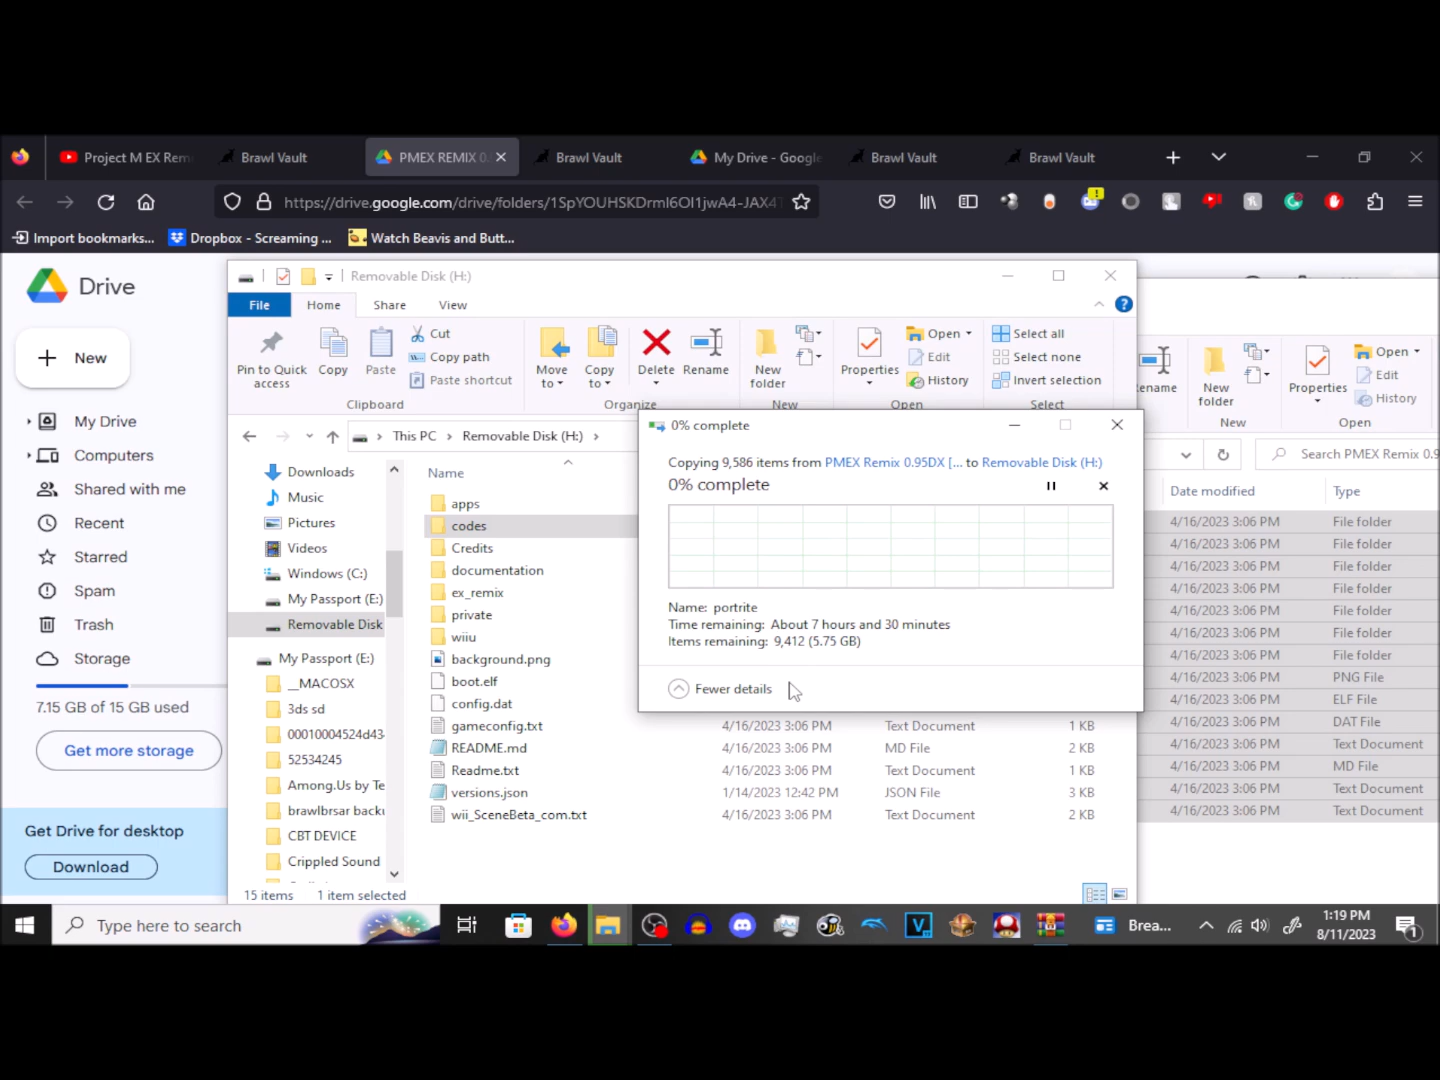 Project M EX Rem
Brawl Vault
PMEX REMIX 0.
Brawl Vault
My Drive - Google
Brawl Vault
Brawl Vault
https://drive.google.com/drive/folders/1SpYOUHSKDrml6OI1jwA4-JAX4T
Import bookmarks...
Dropbox - Screaming ...
Watch Beavis and Butt...
Drive
New
My Drive
Computers
Shared with me
Recent
Starred
Spam
Trash
Storage
7.15 GB of 15 GB used
Get more storage
Get Drive for desktop
Download
Removable Disk (H:)
File
Home
Share
View
Pin to Quick access
Copy
Paste
Cut
Copy path
Paste shortcut
Clipboard
Move to
Copy to
Delete
Rename
Organize
New folder
New
Properties
Open
Edit
History
Open
Select all
Select none
Invert selection
Select
This PC
Removable Disk (H:)
Downloads
Music
Pictures
Videos
Windows (C:)
My Passport (E:)
Removable Disk
My Passport (E:)
__MACOSX
3ds sd
00010004524d43
52534245
Among.Us by Te
brawlbrsar backu
CBT DEVICE
Crippled Sound
Name
apps
codes
Credits
documentation
ex_remix
private
wiiu
background.png
boot.elf
config.dat
gameconfig.txt 4/16/2023 3:06 PM Text Document 1 KB
README.md 4/16/2023 3:06 PM MD File 2 KB
Readme.txt 4/16/2023 3:06 PM Text Document 1 KB
versions.json 1/14/2023 12:42 PM JSON File 3 KB
wii_SceneBeta_com.txt 4/16/2023 3:06 PM Text Document 2 KB
15 items 1 item selected
0% complete
Copying 9,586 items from PMEX Remix 0.95DX [... to Removable Disk (H:)
0% complete
Name: portrite
Time remaining: About 7 hours and 30 minutes
Items remaining: 9,412 (5.75 GB)
Fewer details
ename
New folder
New
Properties
Open
Edit
History
Open
Search PMEX Remix 0.9
Date modified Type
4/16/2023 3:06 PM File folder
4/16/2023 3:06 PM File folder
4/16/2023 3:06 PM File folder
4/16/2023 3:06 PM File folder
4/16/2023 3:06 PM File folder
4/16/2023 3:06 PM File folder
4/16/2023 3:06 PM File folder
4/16/2023 3:06 PM PNG File
4/16/2023 3:06 PM ELF File
4/16/2023 3:06 PM DAT File
4/16/2023 3:06 PM Text Document
4/16/2023 3:06 PM MD File
4/16/2023 3:06 PM Text Document
4/16/2023 3:06 PM Text Document
Type here to search
Brea...
1:19 PM
8/11/2023
1